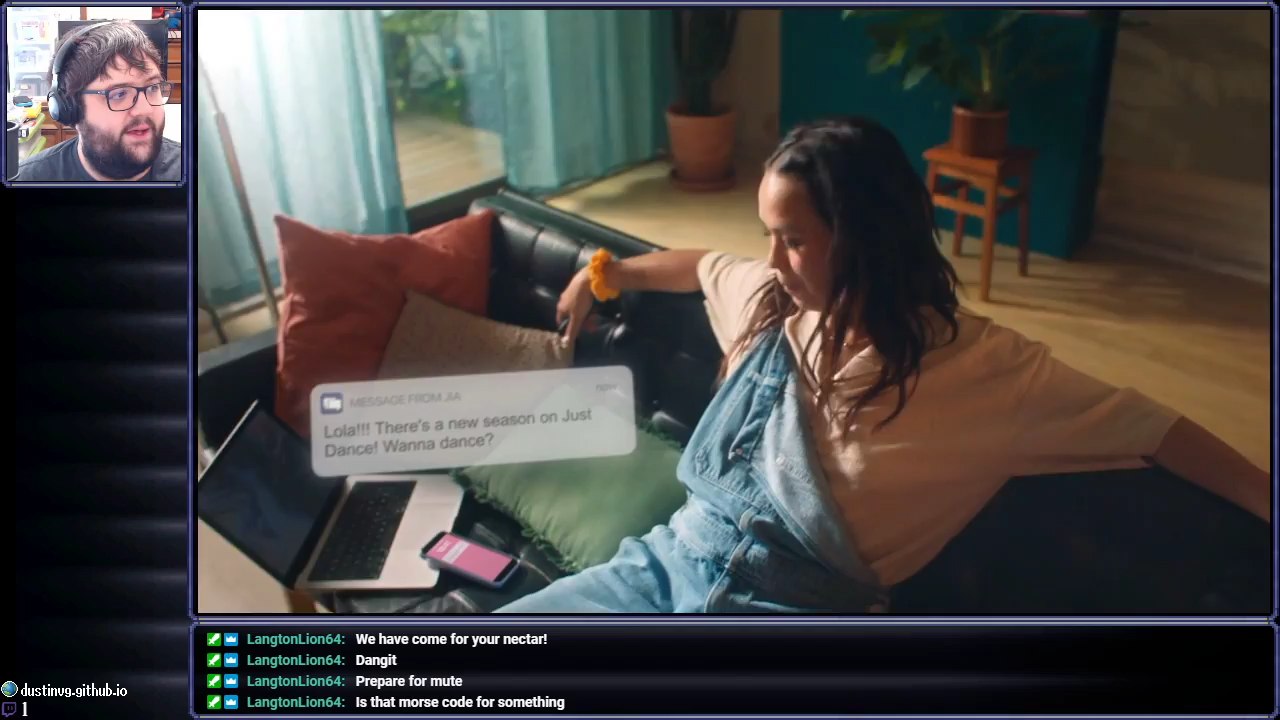 MESSAGE FROM JIA
now
Lola!!! There's a new season on Just
Dance! Wanna dance?
LangtonLion64: We have come for your nectar!
LangtonLion64: Dangit
LangtonLion64: Prepare for mute
LangtonLion64: Is that morse code for something
dustinvg.github.io
1